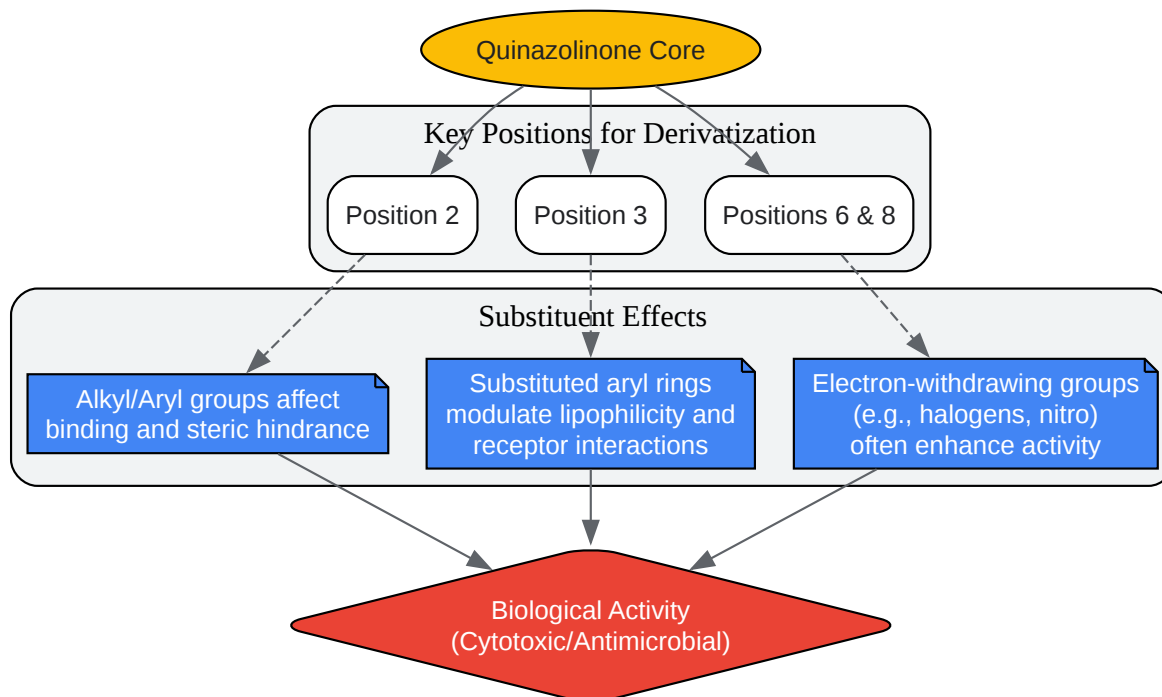 Quinazolinone Core
Key Positions for Derivatization
Position 2
Position 3
Positions 6 & 8
Substituent Effects
Alkyl/Aryl groups affect
binding and steric hindrance
Substituted aryl rings
modulate lipophilicity and
receptor interactions
Electron-withdrawing groups
(e.g., halogens, nitro)
often enhance activity
Biological Activity
(Cytotoxic/Antimicrobial)